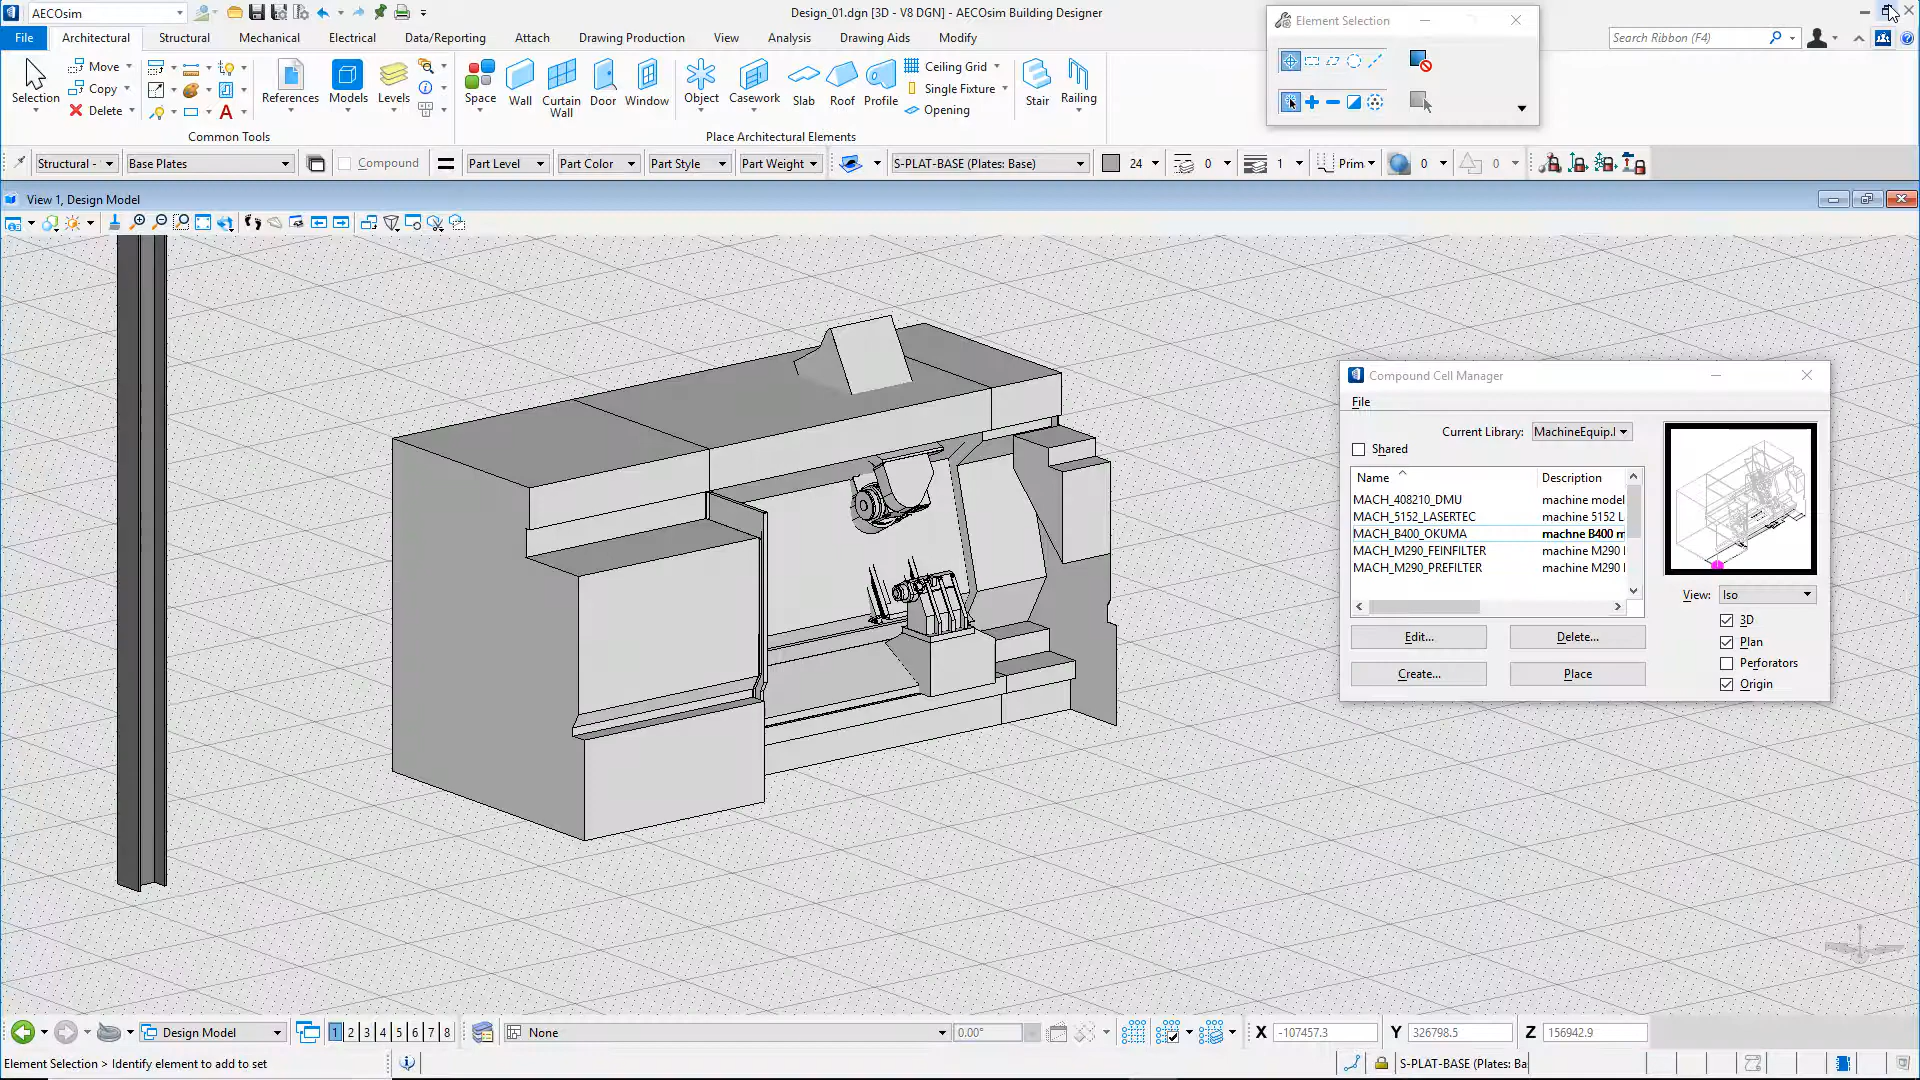 AECOsim
Design_01.dgn [3D - V8 DGN] - AECOsim Building Designer
File
Architectural
Structural
Mechanical
Electrical
Data/Reporting
Attach
Drawing Production
View
Analysis
Drawing Aids
Modify
Search Ribbon (F4)
Element Selection
Selection
Move
Copy
Delete
References
Models
Levels
Common Tools
Space
Wall
Curtain
Wall
Door
Window
Object
Casework
Slab
Roof
Profile
Ceiling Grid
Single Fixture
Opening
Stair
Railing
Place Architectural Elements
Structural -
Base Plates
Compound
Part Level
Part Color
Part Style
Part Weight
S-PLAT-BASE (Plates: Base)
24
0
1
Prim
0
0
View 1, Design Model
Compound Cell Manager
File
Current Library:
MachineEquip.l
Shared
Name
Description
MACH_408210_DMU
machine model
MACH_5152_LASERTEC
machine 5152 L
MACH_B400_OKUMA
machne B400 m
MACH_M290_FEINFILTER
machine M290 l
MACH_M290_PREFILTER
machine M290 l
View:
Iso
3D
Plan
Perforators
Origin
Edit...
Delete...
Create...
Place
Design Model
1 2 3 4 5 6 7 8
None
0.00°
X
-107457.3
Y
326798.5
Z
156942.9
Element Selection > Identify element to add to set
S-PLAT-BASE (Plates: Ba